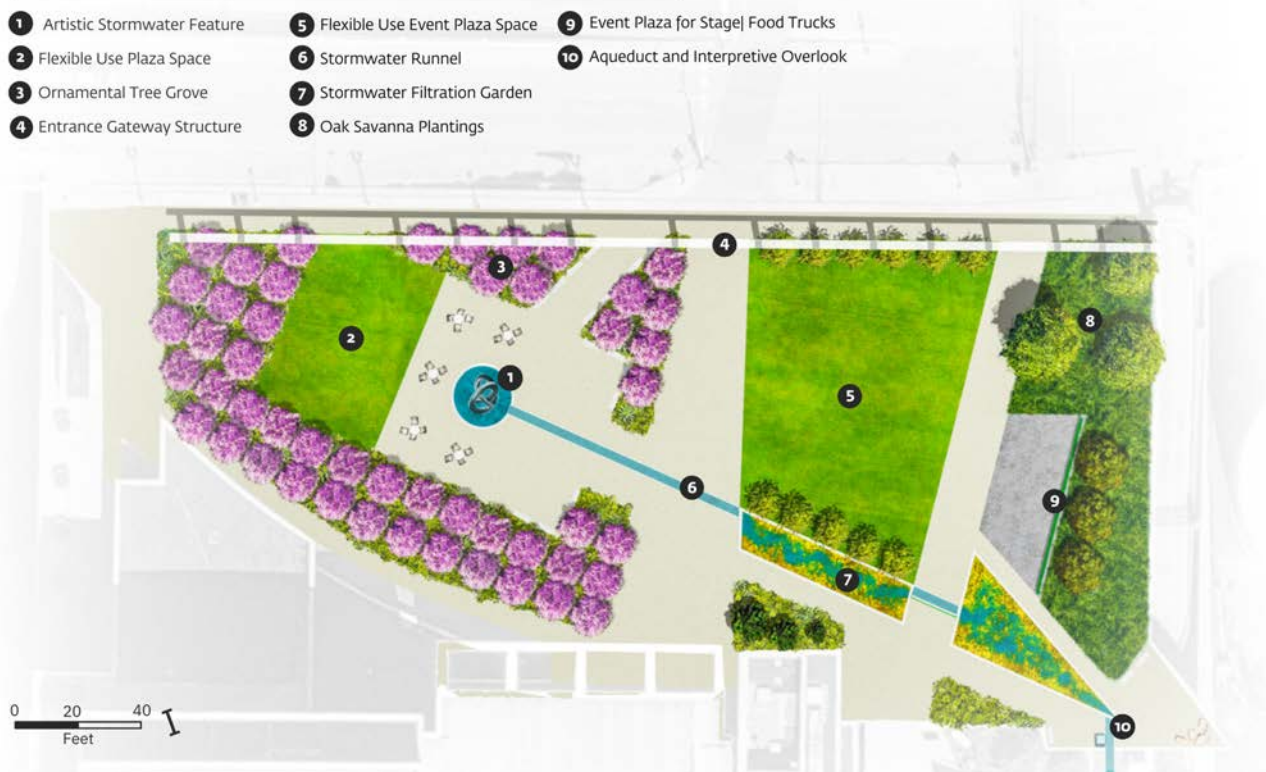 1 Artistic Stormwater Feature
2 Flexible Use Plaza Space
3 Ornamental Tree Grove
4 Entrance Gateway Structure
5 Flexible Use Event Plaza Space
6 Stormwater Runnel
7 Stormwater Filtration Garden
8 Oak Savanna Plantings
9 Event Plaza for Stage| Food Trucks
10 Aqueduct and Interpretive Overlook
4
3
8
2
1
5
6
9
7
10
0 20 40
Feet